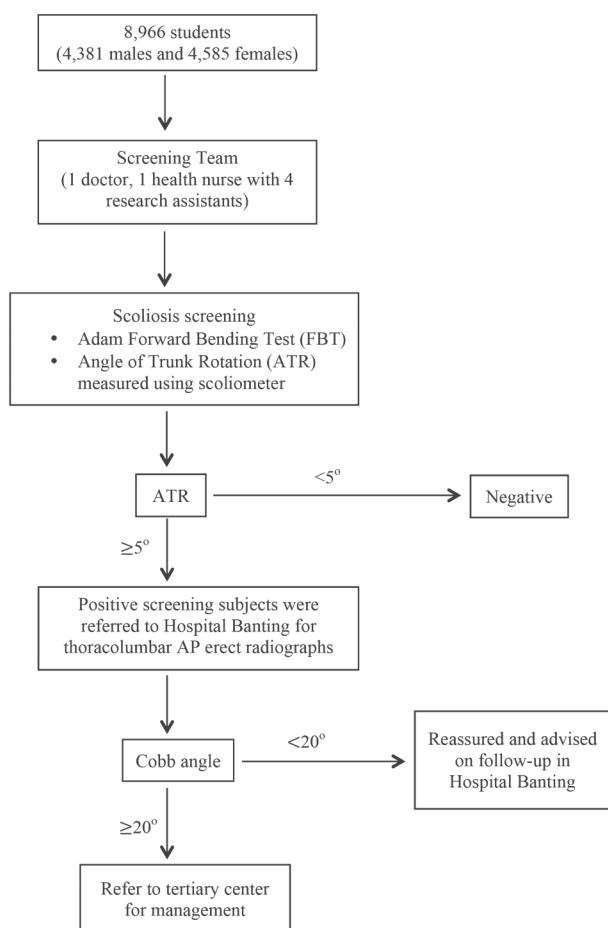 8,966 students
(4,381 males and 4,585 females)
Screening Team
(1 doctor, 1 health nurse with 4
research assistants)
Scoliosis screening
• Adam Forward Bending Test (FBT)
• Angle of Trunk Rotation (ATR)
measured using scoliometer
ATR
<5°
Negative
≥5°
Positive screening subjects were
referred to Hospital Banting for
thoracolumbar AP erect radiographs
Cobb angle
<20°
Reassured and advised
on follow-up in
Hospital Banting
≥20°
Refer to tertiary center
for management